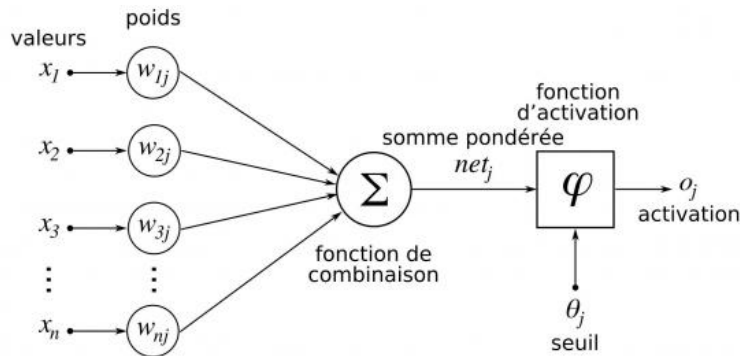 poids
valeurs
x₁ w₁ⱼ
fonction
d'activation
x₂ w₂ⱼ
somme pondérée
netⱼ
Σ
φ
oⱼ
activation
x₃ w₃ⱼ
fonction de
combinaison
⋮ ⋮
θⱼ
seuil
xₙ wₙⱼ